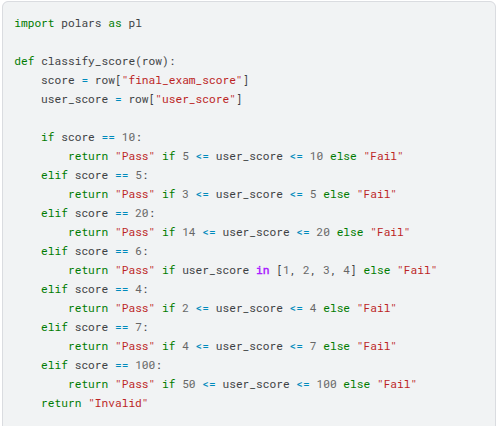 import polars as pl

def classify_score(row):
    score = row["final_exam_score"]
    user_score = row["user_score"]

    if score == 10:
        return "Pass" if 5 <= user_score <= 10 else "Fail"
    elif score == 5:
        return "Pass" if 3 <= user_score <= 5 else "Fail"
    elif score == 20:
        return "Pass" if 14 <= user_score <= 20 else "Fail"
    elif score == 6:
        return "Pass" if user_score in [1, 2, 3, 4] else "Fail"
    elif score == 4:
        return "Pass" if 2 <= user_score <= 4 else "Fail"
    elif score == 7:
        return "Pass" if 4 <= user_score <= 7 else "Fail"
    elif score == 100:
        return "Pass" if 50 <= user_score <= 100 else "Fail"
    return "Invalid"